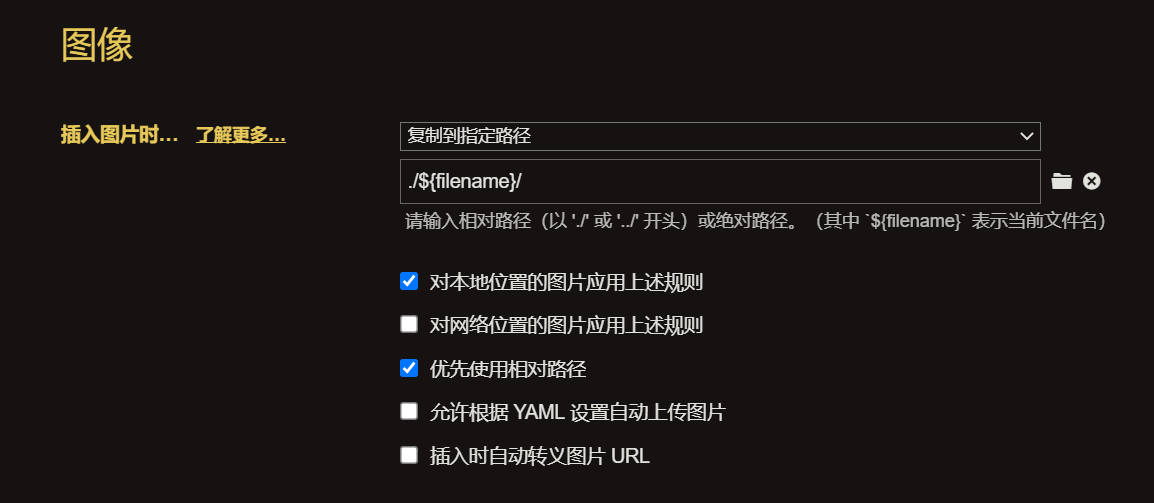 图像
插入图片时… 了解更多…
复制到指定路径
./${filename}/
请输入相对路径（以 './' 或 '../' 开头）或绝对路径。（其中 `${filename}` 表示当前文件名）
对本地位置的图片应用上述规则
对网络位置的图片应用上述规则
优先使用相对路径
允许根据 YAML 设置自动上传图片
插入时自动转义图片 URL